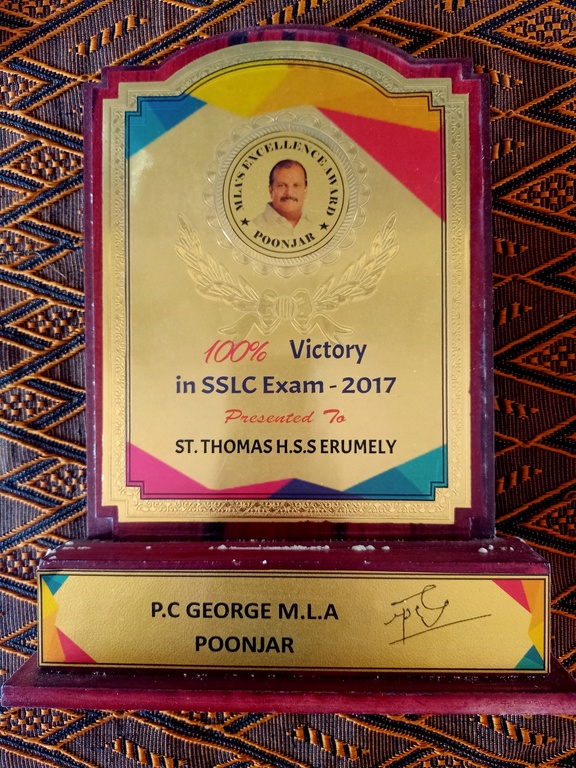 MLA'S EXCELLENCE AWARD
★ POONJAR ★
100% Victory
in SSLC Exam - 2017
Presented To
ST. THOMAS H.S.S ERUMELY
P.C GEORGE M.L.A
POONJAR